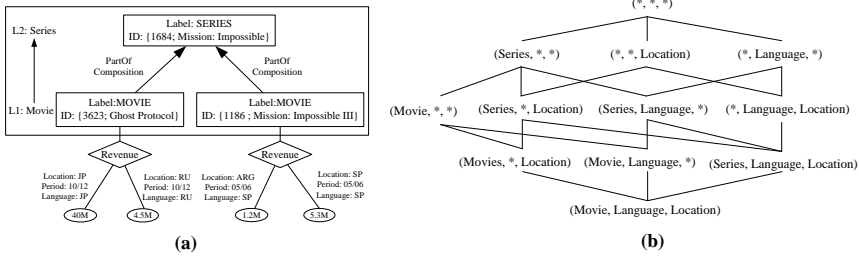 Label: SERIES
ID: {1684; Mission: Impossible}
L2: Series
PartOf
Composition
PartOf
Composition
L1: Movie
Label:MOVIE
ID: {3623; Ghost Protocol}
Label:MOVIE
ID: {1186 ; Mission: Impossible III}
Revenue
Revenue
Location: JP
Period: 10/12
Language: JP
Location: RU
Period: 10/12
Language: RU
Location: ARG
Period: 05/06
Language: SP
Location: SP
Period: 05/06
Language: SP
40M
4.5M
1.2M
5.3M
(a)
(*, *, *)
(Series, *, *)
(*, *, Location)
(*, Language, *)
(Movie, *, *)
(Series, *, Location)
(Series, Language, *)
(*, Language, Location)
(Movies, *, Location)
(Movie, Language, *)
(Series, Language, Location)
(Movie, Language, Location)
(b)